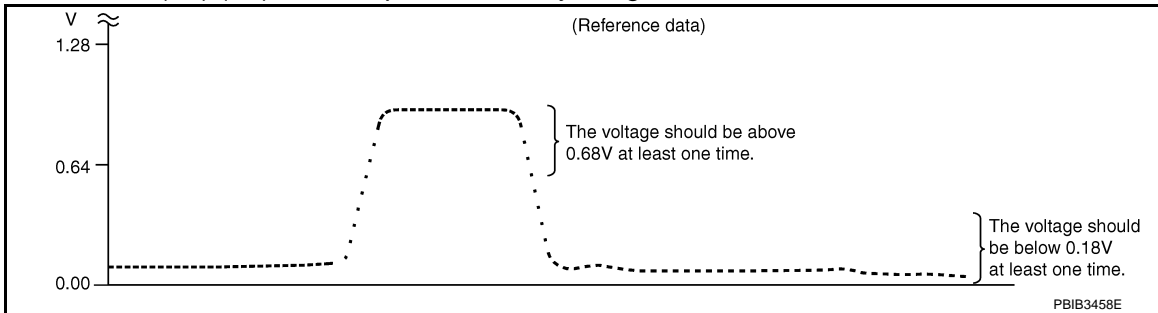 V
(Reference data)
1.28
The voltage should be above
0.68V at least one time.
0.64
The voltage should
be below 0.18V
at least one time.
0.00
PBIB3458E